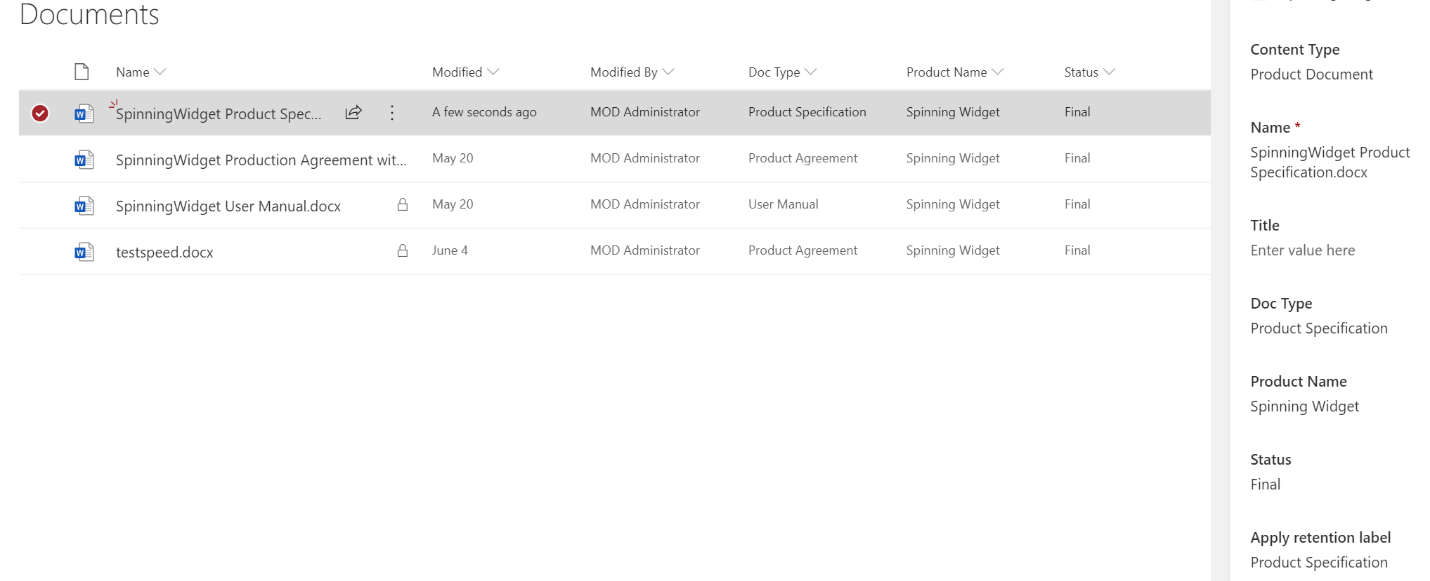 Documents
Name Modified Modified By Doc Type Product Name Status
SpinningWidget Product Spec... A few seconds ago MOD Administrator Product Specification Spinning Widget Final
SpinningWidget Production Agreement wit... May 20 MOD Administrator Product Agreement Spinning Widget Final
SpinningWidget User Manual.docx May 20 MOD Administrator User Manual Spinning Widget Final
testspeed.docx June 4 MOD Administrator Product Agreement Spinning Widget Final
Content Type
Product Document
Name *
SpinningWidget Product
Specification.docx
Title
Enter value here
Doc Type
Product Specification
Product Name
Spinning Widget
Status
Final
Apply retention label
Product Specification